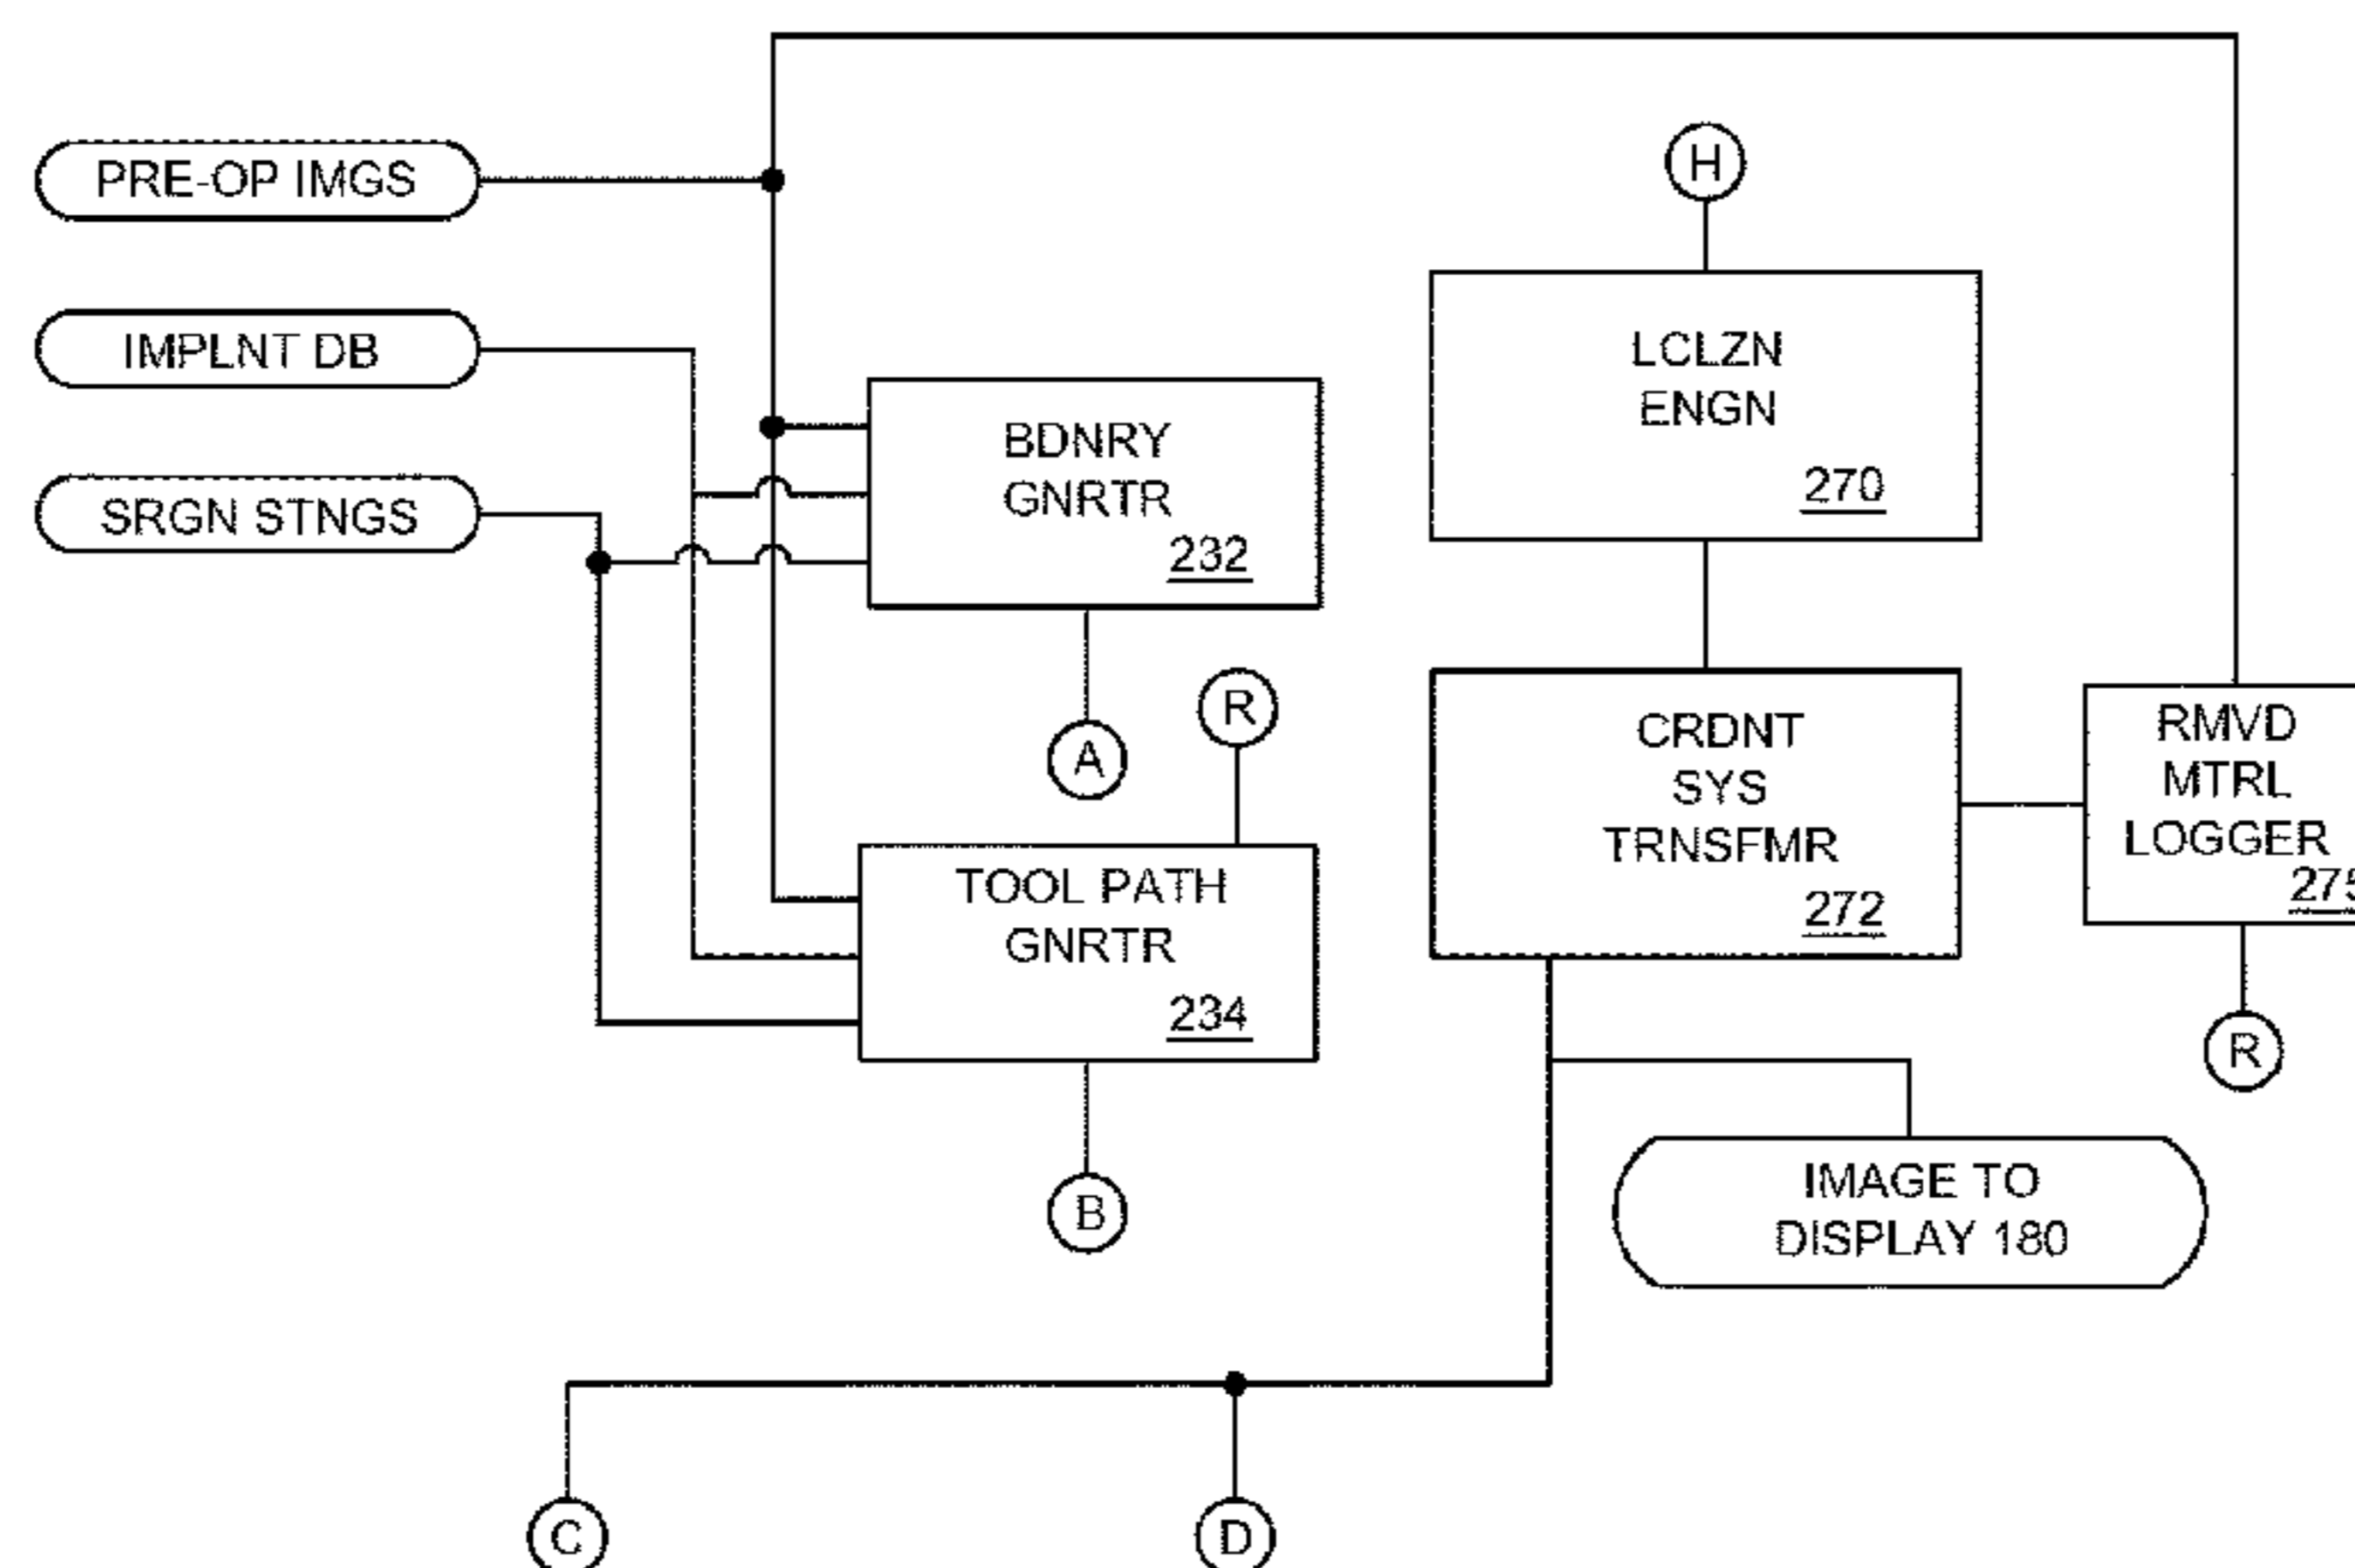 PRE-OP IMGS
IMPLNT DB
SRGN STNGS
BDNRY
GNRTR
232
A
R
TOOL PATH
GNRTR
234
B
H
LCLZN
ENGN
270
CRDNT
SYS
TRNSFMR
272
RMVD
MTRL
LOGGER
275
R
IMAGE TO
DISPLAY 180
C
D